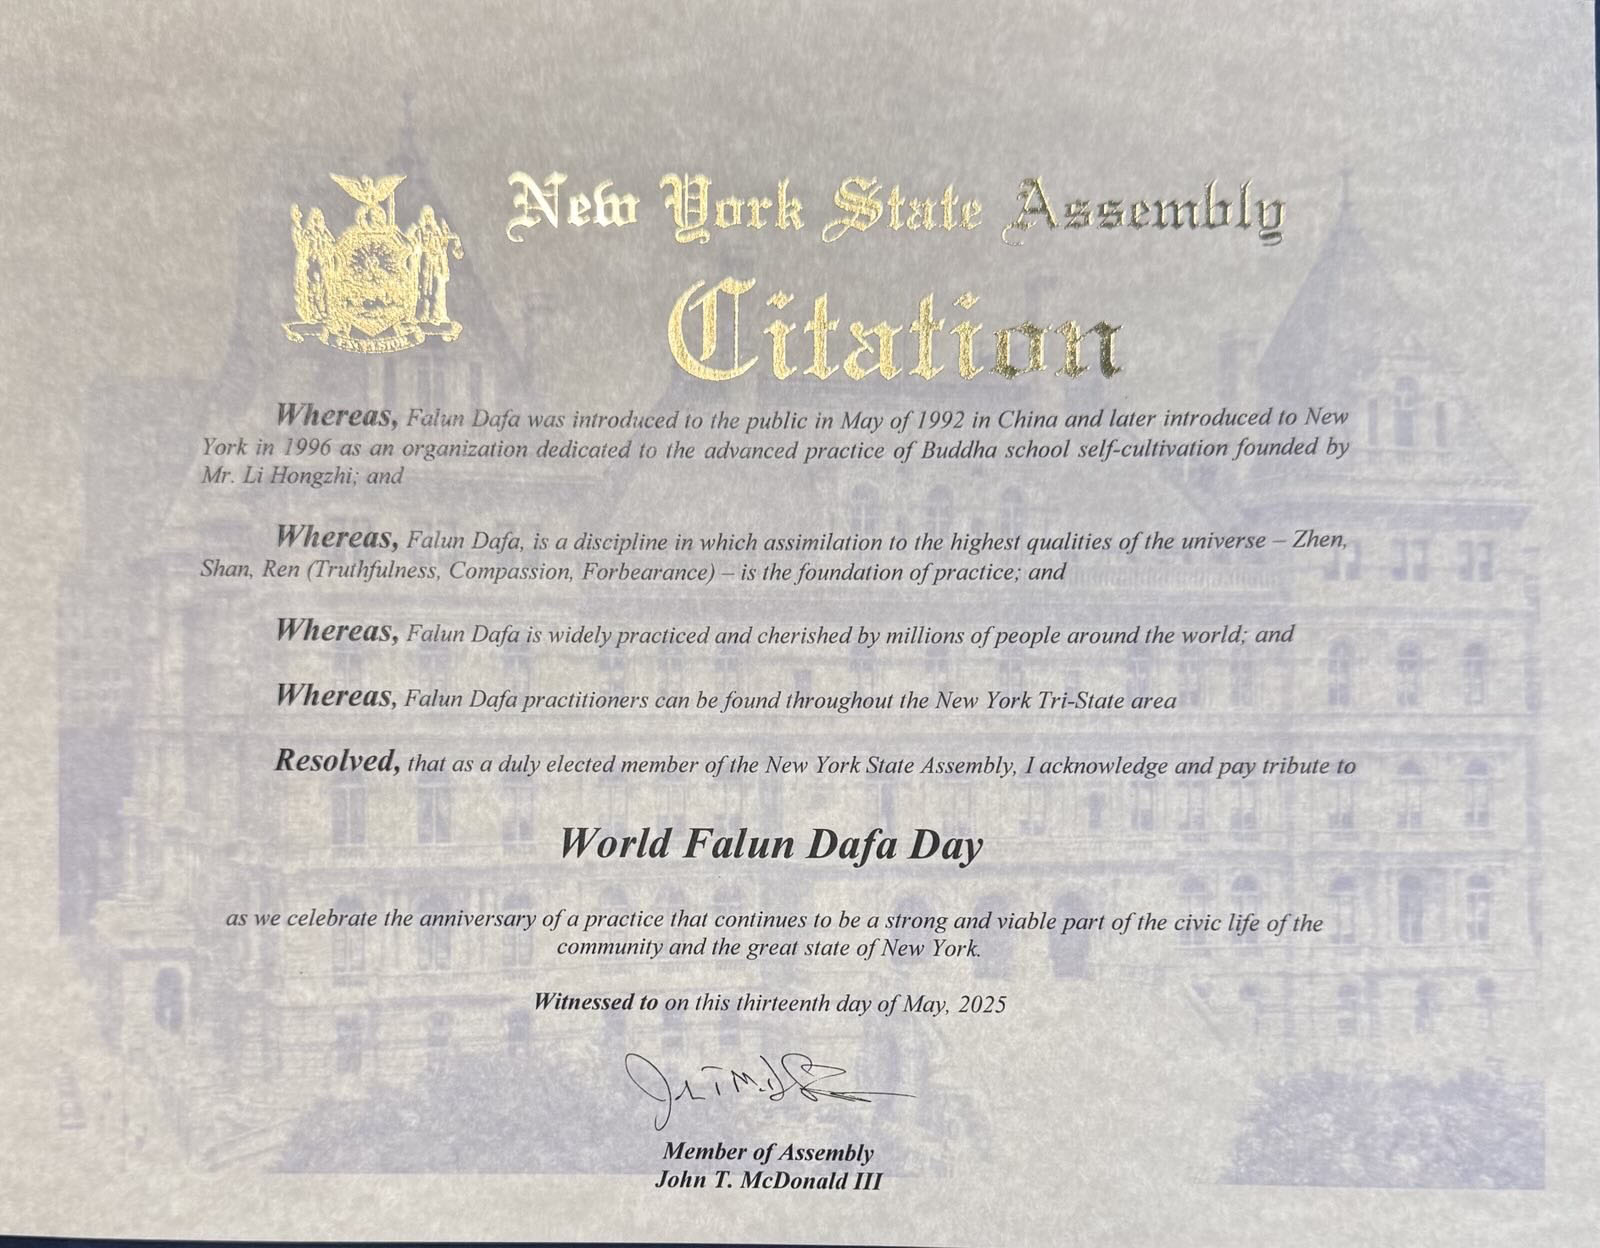 New York State Assembly
Citation
EXCELSIOR
Whereas, Falun Dafa was introduced to the public in May of 1992 in China and later introduced to New
York in 1996 as an organization dedicated to the advanced practice of Buddha school self-cultivation founded by
Mr. Li Hongzhi; and
Whereas, Falun Dafa, is a discipline in which assimilation to the highest qualities of the universe – Zhen,
Shan, Ren (Truthfulness, Compassion, Forbearance) – is the foundation of practice; and
Whereas, Falun Dafa is widely practiced and cherished by millions of people around the world; and
Whereas, Falun Dafa practitioners can be found throughout the New York Tri-State area
Resolved, that as a duly elected member of the New York State Assembly, I acknowledge and pay tribute to
World Falun Dafa Day
as we celebrate the anniversary of a practice that continues to be a strong and viable part of the civic life of the
community and the great state of New York.
Witnessed to on this thirteenth day of May, 2025
Member of Assembly
John T. McDonald III